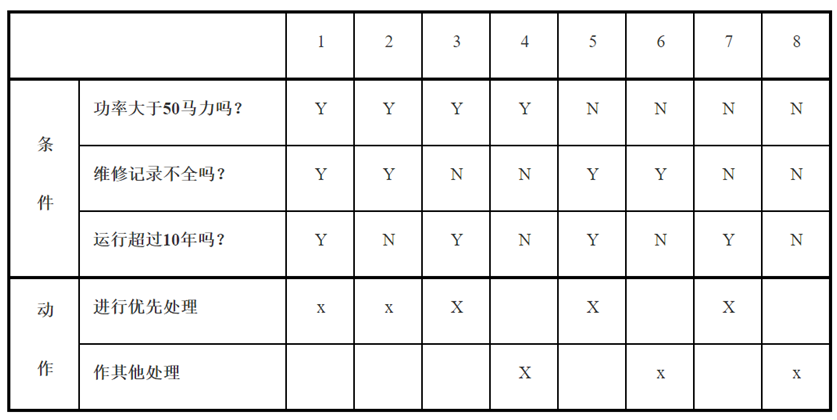 1 2 3 4 5 6 7 8
条件
功率大于50马力吗? Y Y Y Y N N N N
维修记录不全吗? Y Y N N Y Y N N
运行超过10年吗? Y N Y N Y N Y N
动作
进行优先处理 x x X X X
作其他处理 X x x